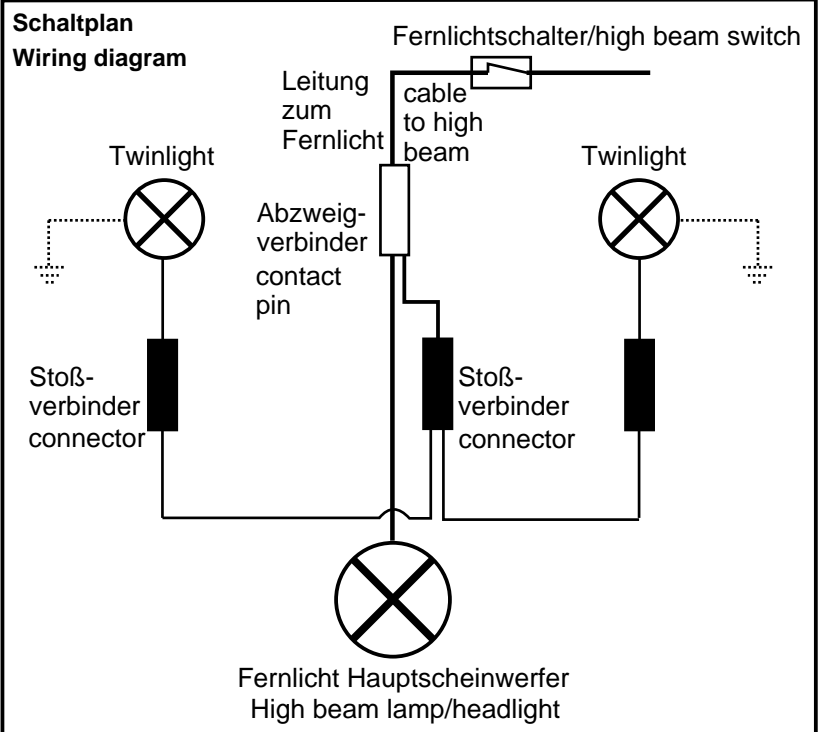 Schaltplan
Wiring diagram
Fernlichtschalter/high beam switch
Leitung
zum
Fernlicht
cable
to high
beam
Twinlight
Twinlight
Abzweig-
verbinder
contact
pin
Stoß-
verbinder
connector
Stoß-
verbinder
connector
Fernlicht Hauptscheinwerfer
High beam lamp/headlight